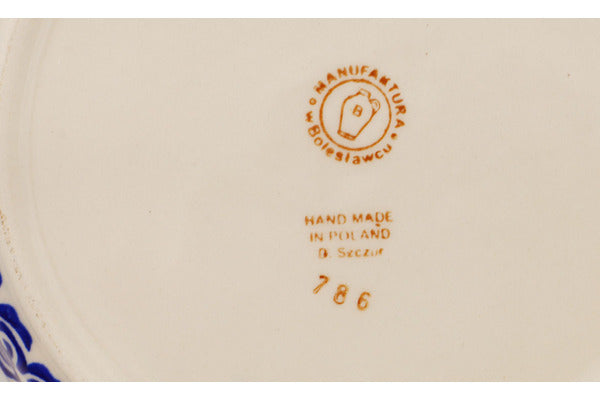 MANUFAKTURA
w Bolesławcu
B
HAND MADE
IN POLAND
B. Szczur
786